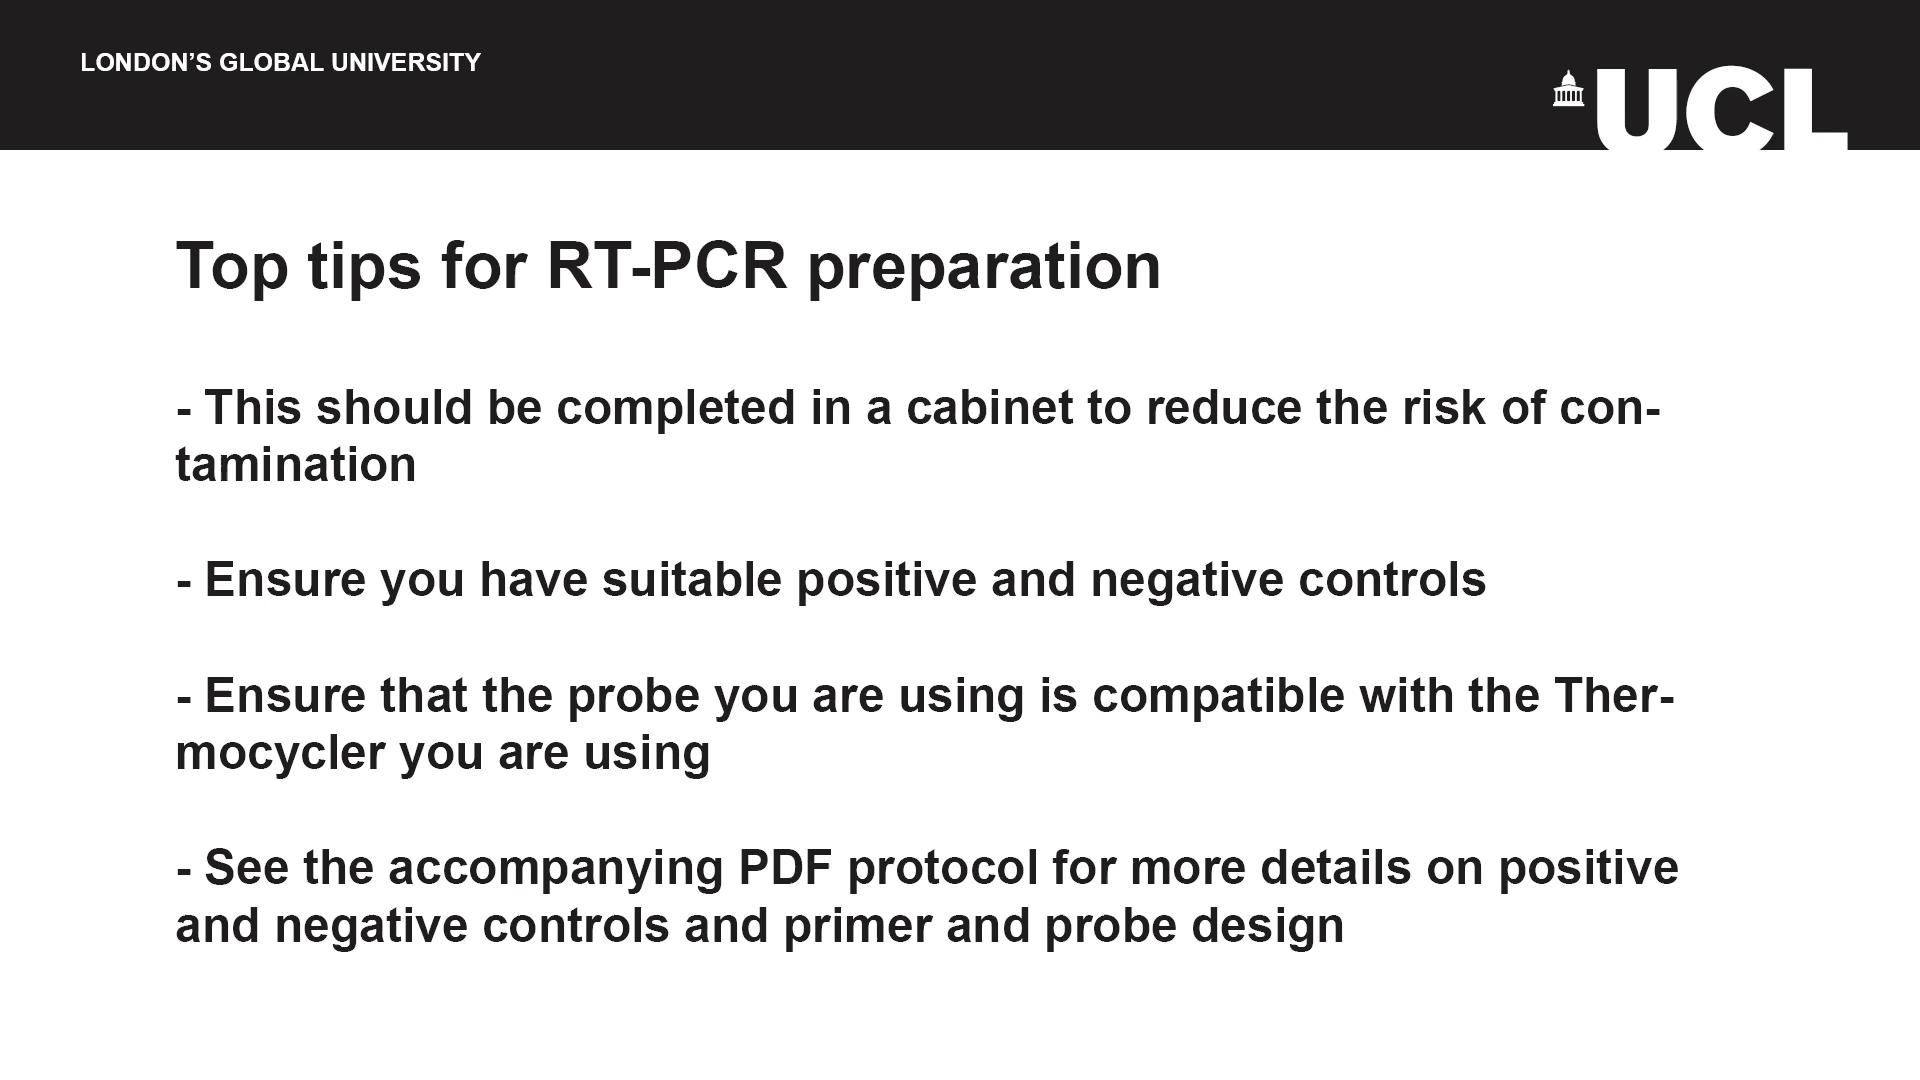 LONDON’S GLOBAL UNIVERSITY
UCL
Top tips for RT-PCR preparation
- This should be completed in a cabinet to reduce the risk of con-
tamination
- Ensure you have suitable positive and negative controls
- Ensure that the probe you are using is compatible with the Ther-
mocycler you are using
- See the accompanying PDF protocol for more details on positive
and negative controls and primer and probe design